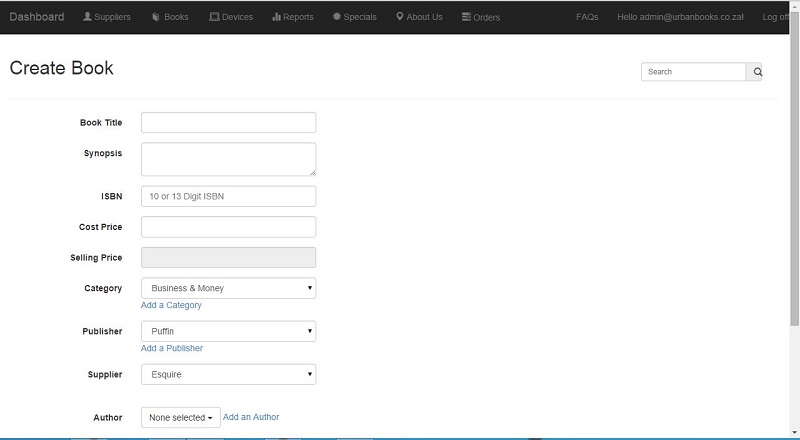 Dashboard Suppliers Books Devices Reports Specials About Us Orders FAQs Hello admin@urbanbooks.co.za! Log off
Create Book
Search
Book Title
Synopsis
ISBN 10 or 13 Digit ISBN
Cost Price
Selling Price
Category Business & Money
Add a Category
Publisher Puffin
Add a Publisher
Supplier Esquire
Author None selected Add an Author